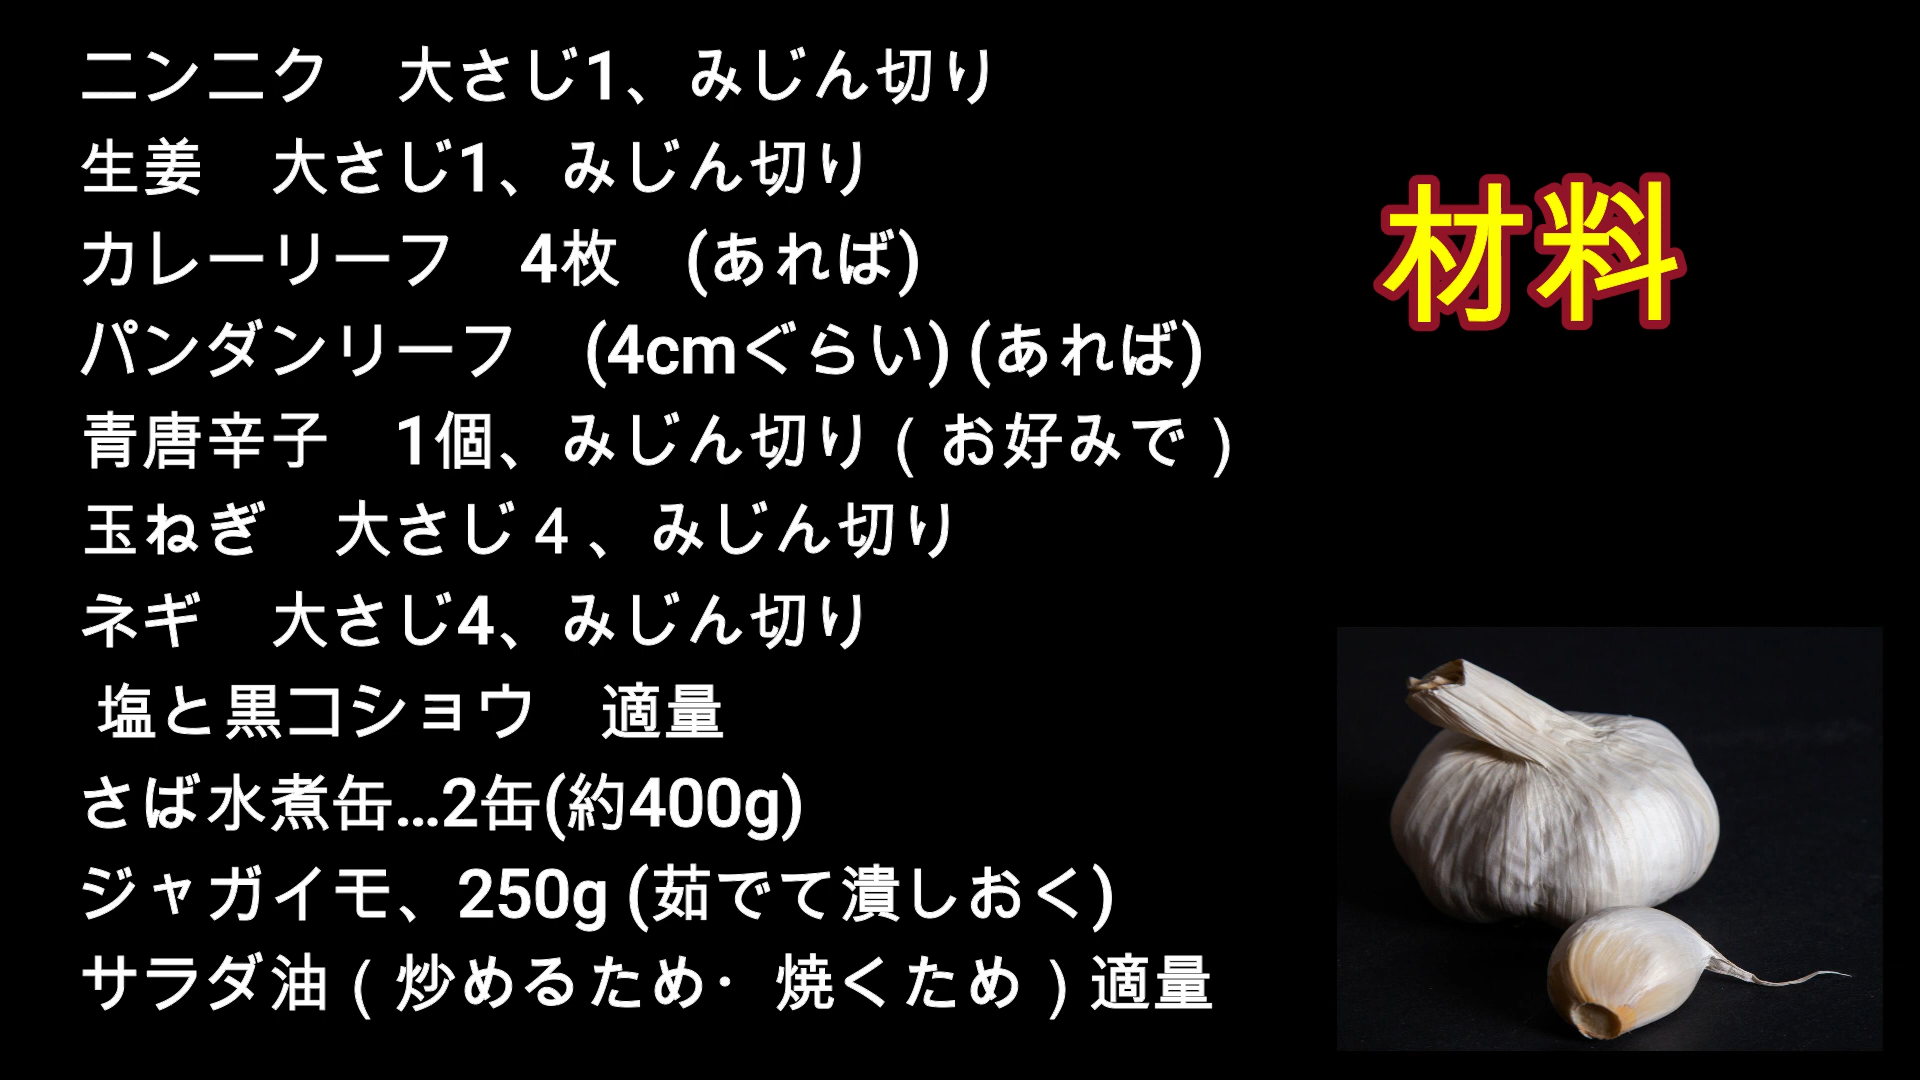 ニンニク　大さじ1、みじん切り
生姜　大さじ1、みじん切り
カレーリーフ　4枚　(あれば)
パンダンリーフ　(4cmぐらい) (あれば)
青唐辛子　1個、みじん切り（お好みで）
玉ねぎ　大さじ４、みじん切り
ネギ　大さじ4、みじん切り
塩と黒コショウ　適量
さば水煮缶...2缶(約400g)
ジャガイモ、250g (茹でて潰しおく)
サラダ油（炒めるため・焼くため）適量
材料